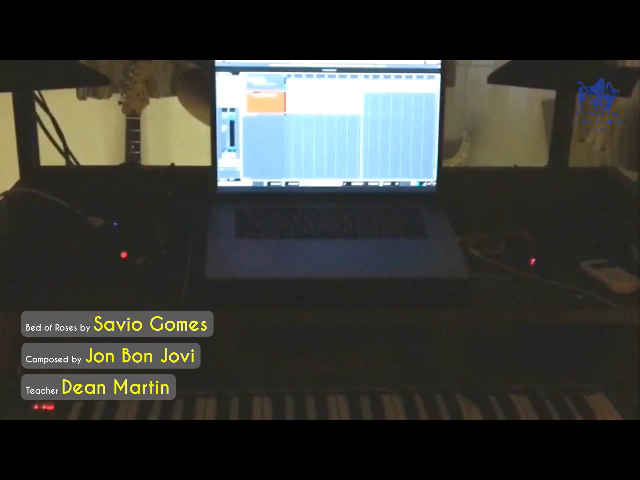 Bed of Roses by Savio Gomes
Composed by Jon Bon Jovi
Teacher Dean Martin